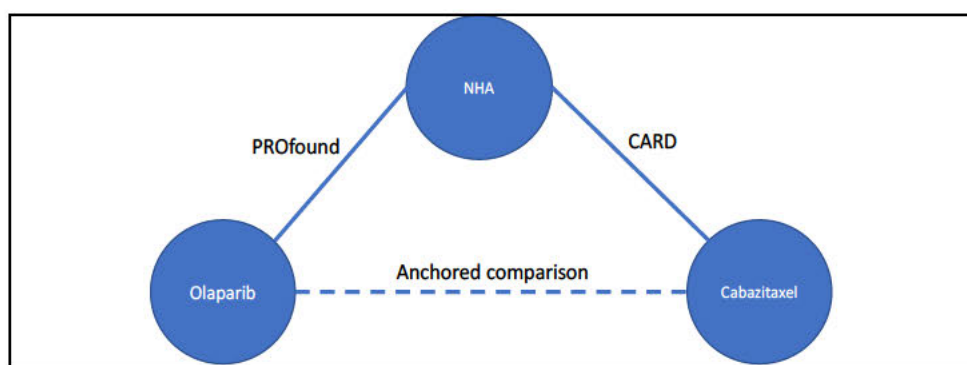 NHA
PROfound
CARD
Anchored comparison
Olaparib
Cabazitaxel